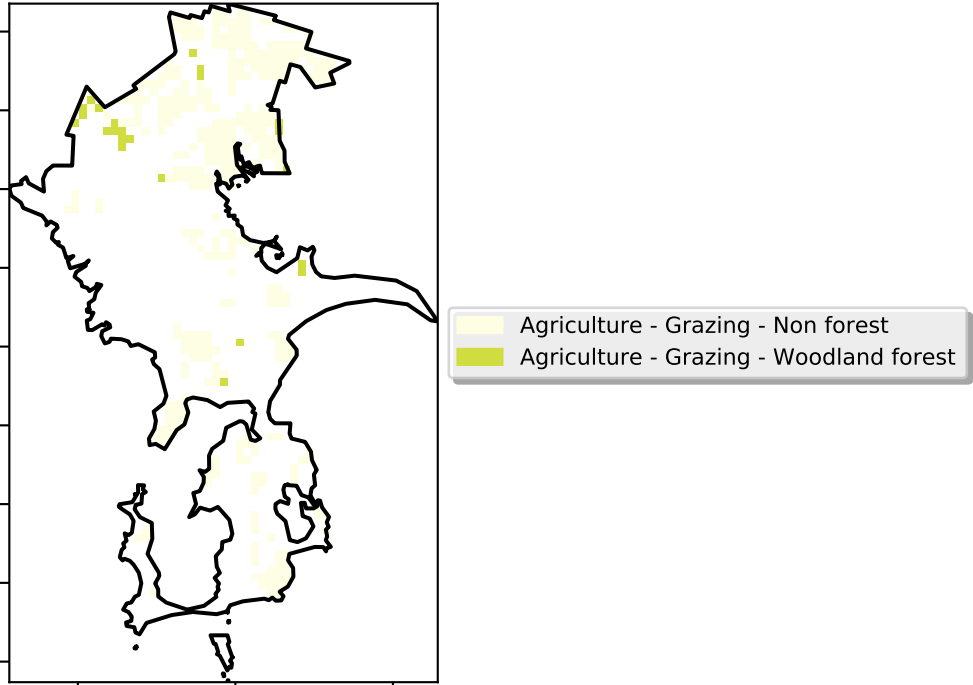 Agriculture - Grazing - Non forest
Agriculture - Grazing - Woodland forest